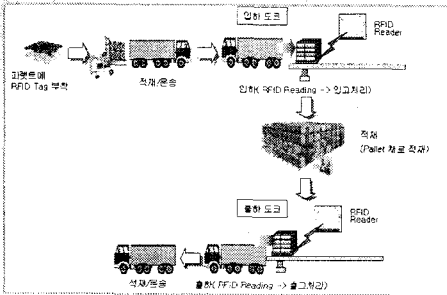 입하 도크
RFID
Reader
파렛트에
RFID Tag 부착
적재/운송
입하( RFID Reading -> 입고처리)
적재
(Pallet 채로 적재)
출하 도크
RFID
Reader
적재/운송
출하( RFID Reading -> 출고처리)